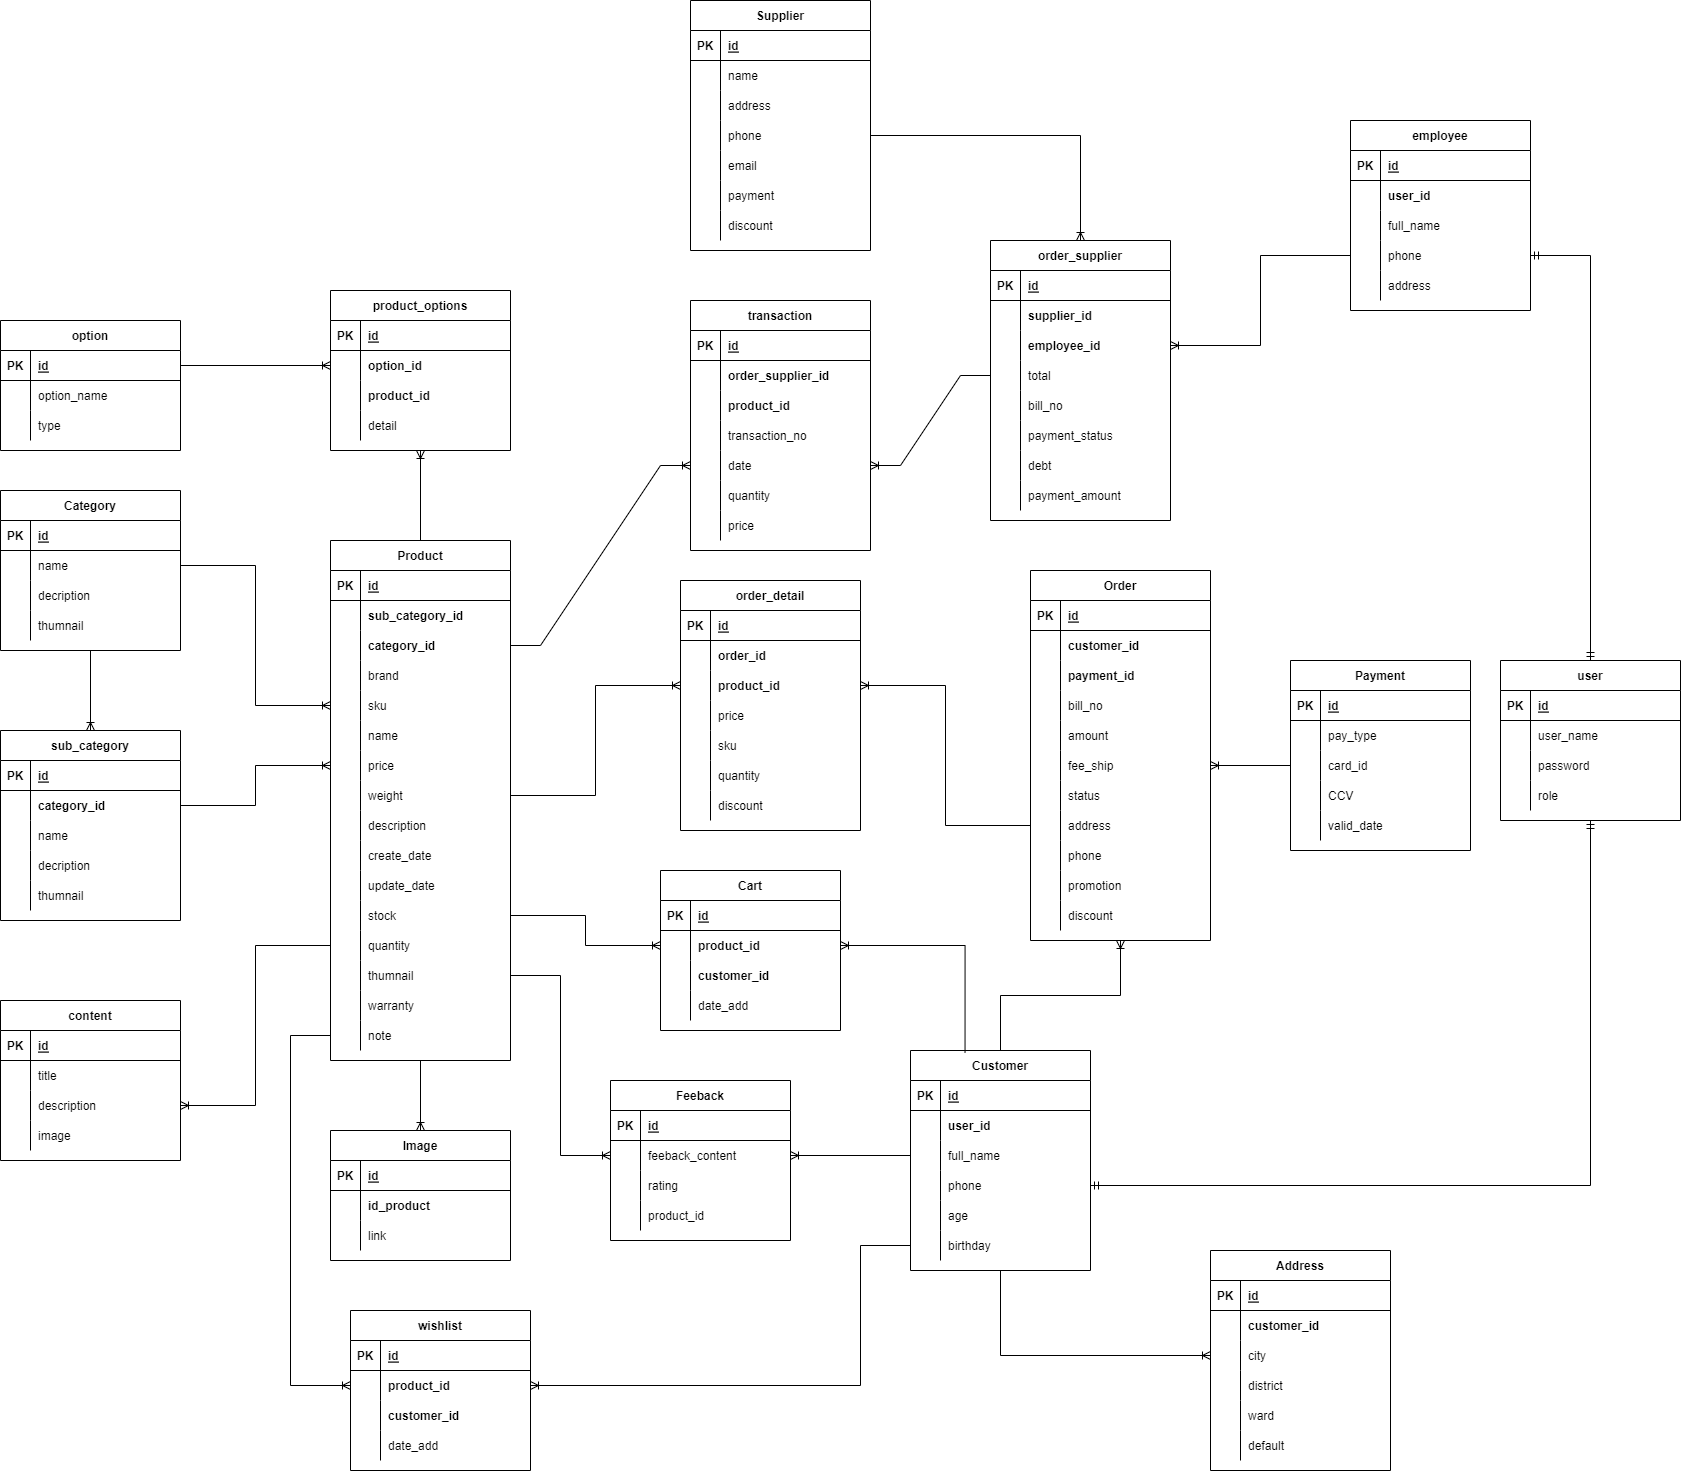 Supplier
PK id
name
address
phone
email
payment
discount
employee
PK id
user_id
full_name
phone
address
order_supplier
PK id
supplier_id
employee_id
total
bill_no
payment_status
debt
payment_amount
product_options
PK id
option_id
product_id
detail
transaction
PK id
order_supplier_id
product_id
transaction_no
date
quantity
price
option
PK id
option_name
type
Category
PK id
name
decription
thumnail
Product
PK id
sub_category_id
category_id
brand
sku
name
price
weight
description
create_date
update_date
stock
quantity
thumnail
warranty
note
order_detail
PK id
order_id
product_id
price
sku
quantity
discount
Order
PK id
customer_id
payment_id
bill_no
amount
fee_ship
status
address
phone
promotion
discount
Payment
PK id
pay_type
card_id
CCV
valid_date
user
PK id
user_name
password
role
sub_category
PK id
category_id
name
decription
thumnail
Cart
PK id
product_id
customer_id
date_add
content
PK id
title
description
image
Customer
PK id
user_id
full_name
phone
age
birthday
Feeback
PK id
feeback_content
rating
product_id
Image
PK id
id_product
link
Address
PK id
customer_id
city
district
ward
default
wishlist
PK id
product_id
customer_id
date_add